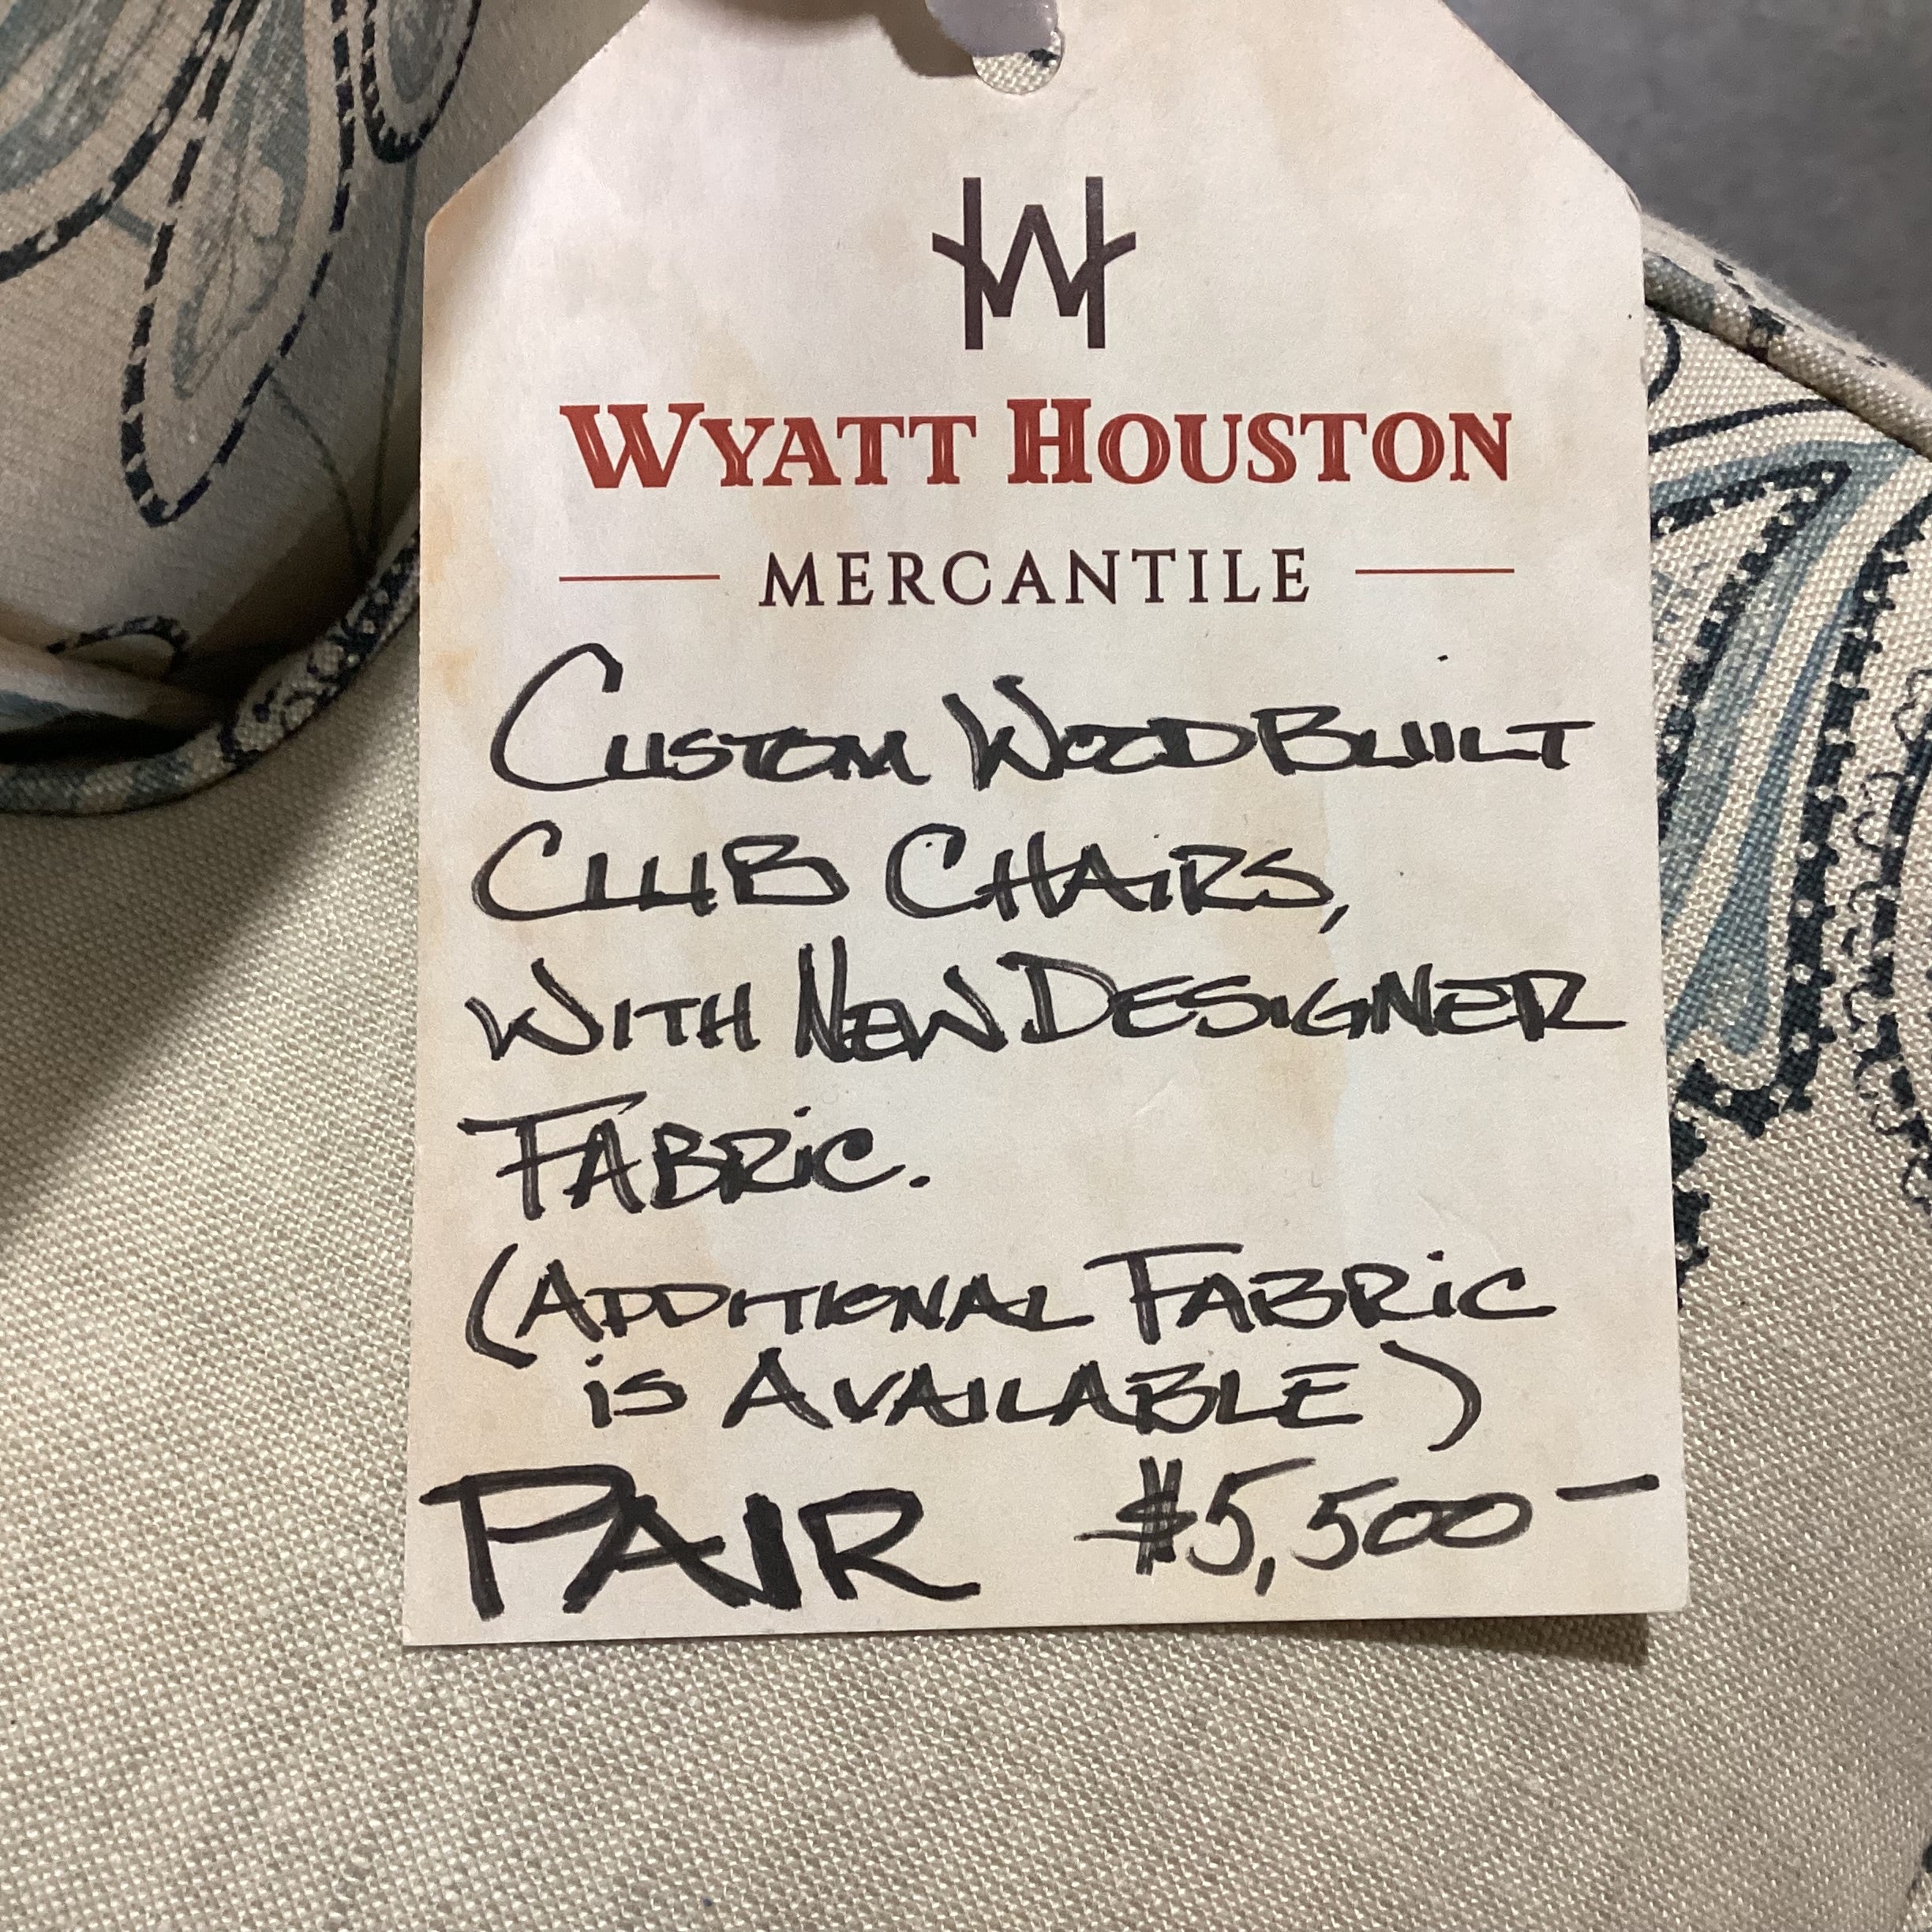 WH
WYATT HOUSTON
MERCANTILE
CUSTOM WOOD BUILT
CLUB CHAIRS,
WITH NEW DESIGNER
FABRiC.
(ADDITIONAL FABRiC
is AVAILABLE)
PAIR $5,500-